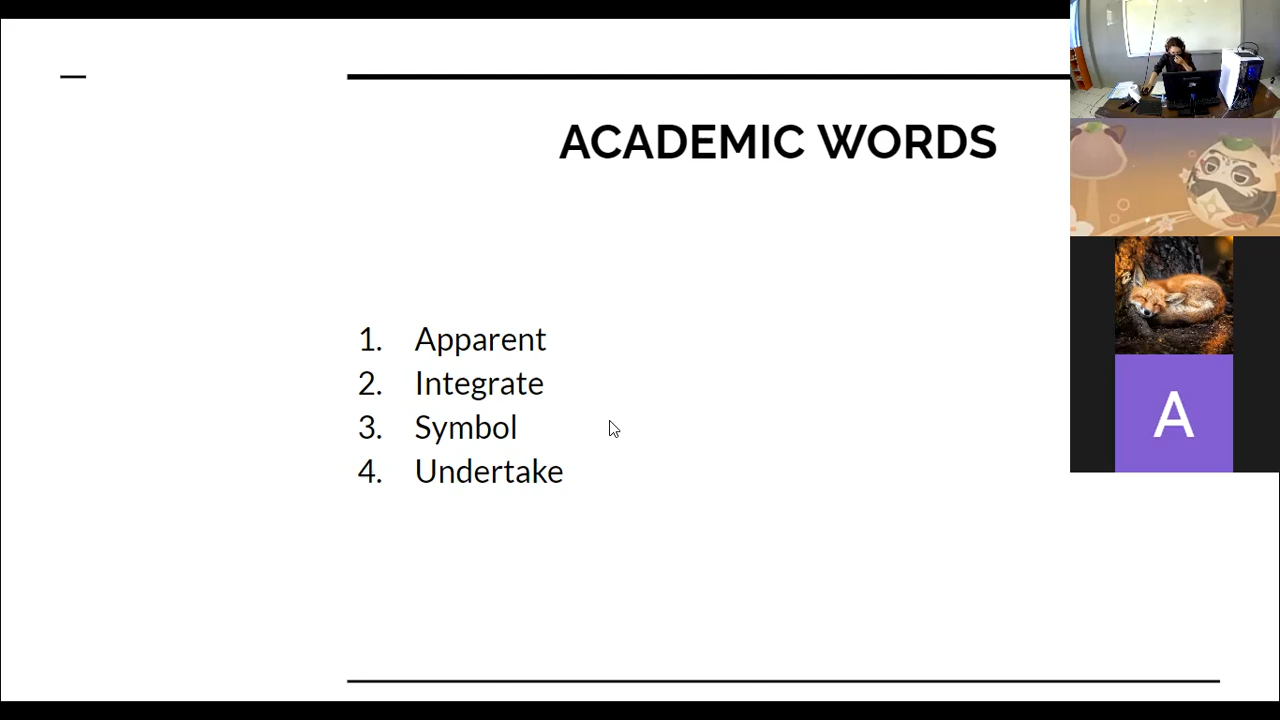 ACADEMIC WORDS
1. Apparent
2. Integrate
3. Symbol
4. Undertake
A